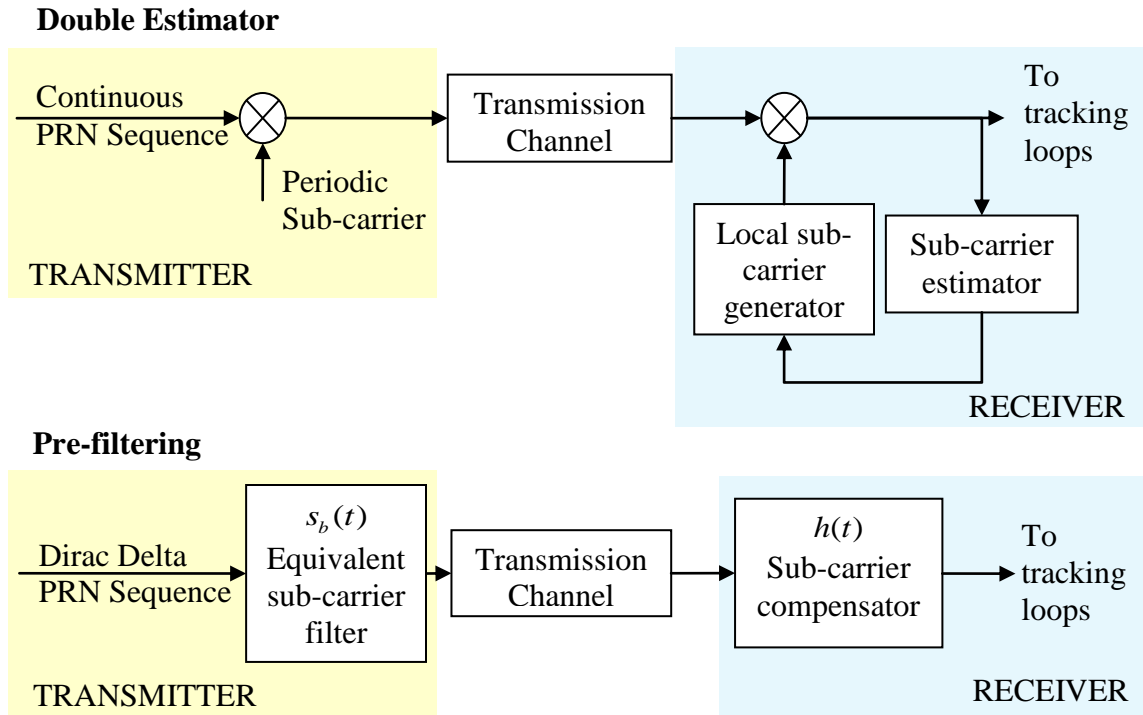 Double Estimator
Continuous
PRN Sequence
Periodic
Sub-carrier
TRANSMITTER
Transmission
Channel
To
tracking
loops
Local sub-
carrier
generator
Sub-carrier
estimator
RECEIVER
Pre-filtering
Dirac Delta
PRN Sequence
s_b(t)
Equivalent
sub-carrier
filter
TRANSMITTER
Transmission
Channel
h(t)
Sub-carrier
compensator
To
tracking
loops
RECEIVER